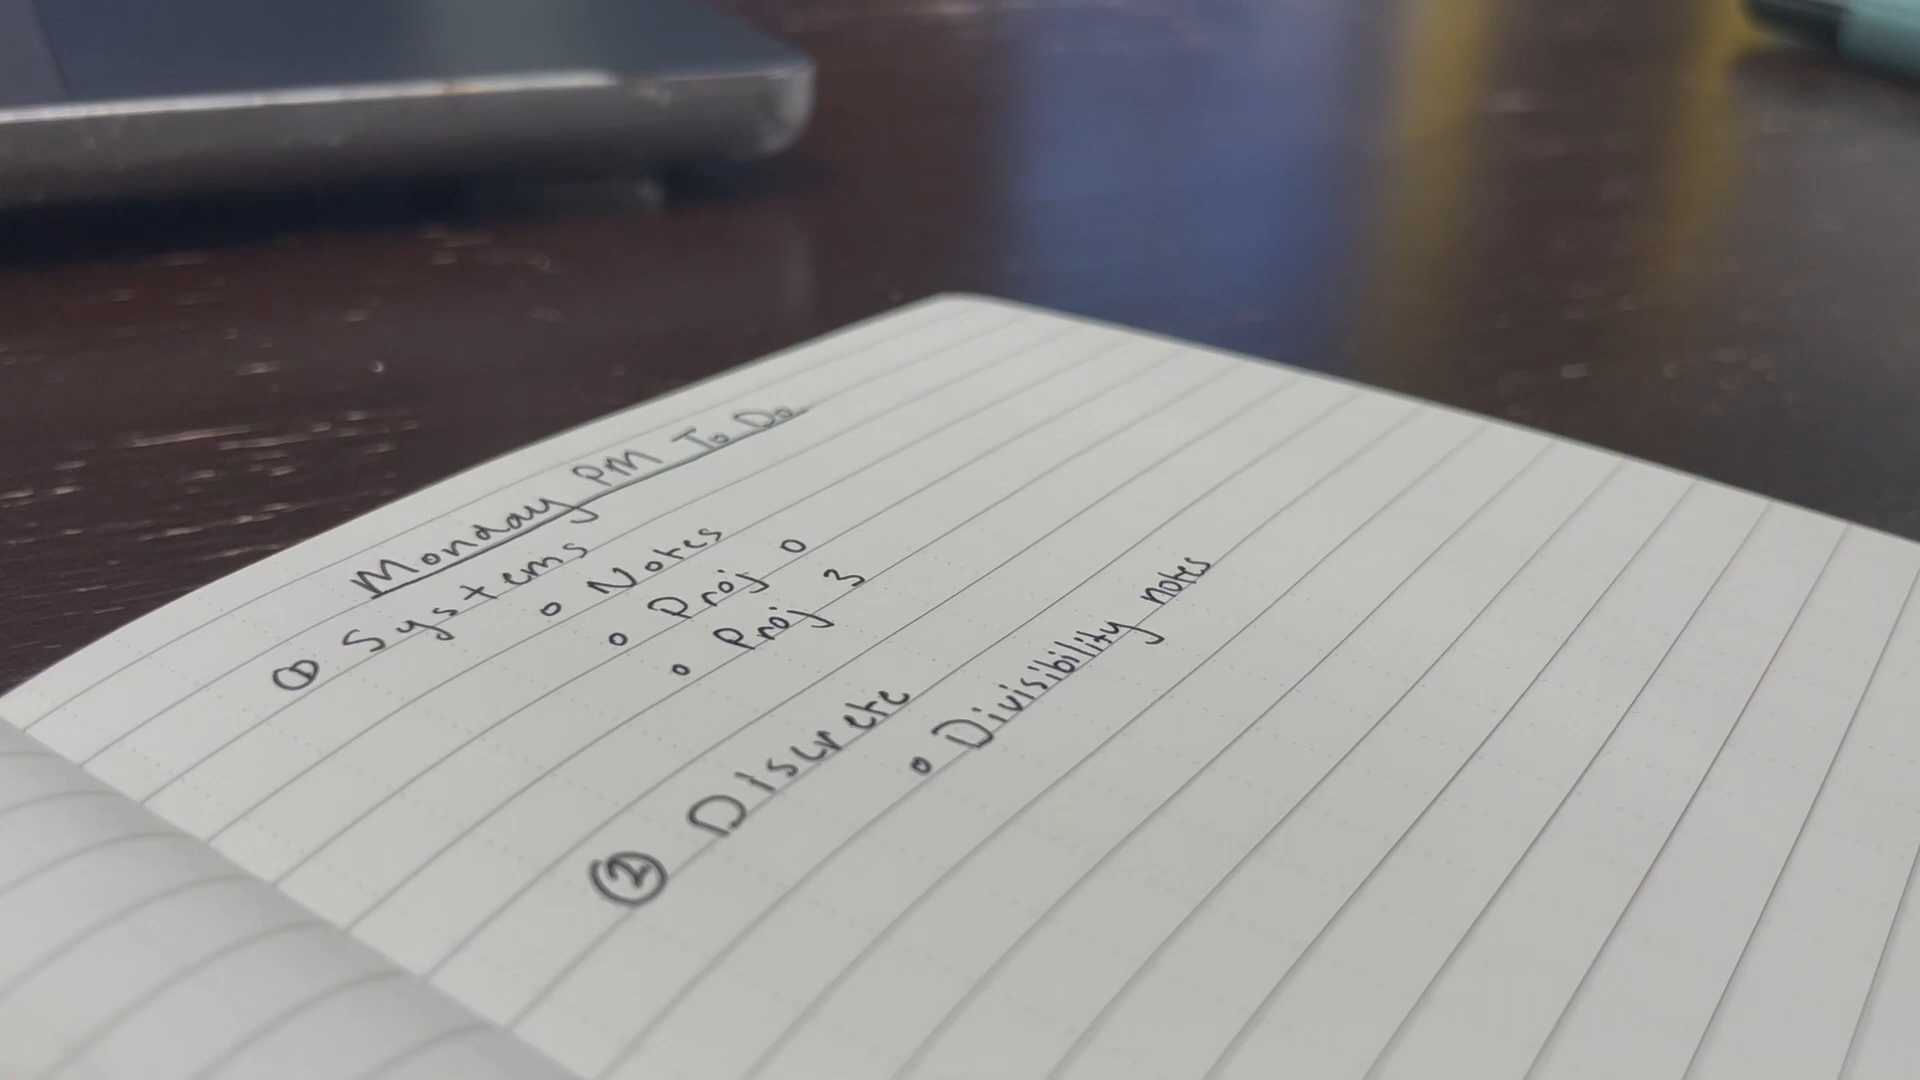 Monday PM To Do
① Systems
o Notes
o Proj 0
o Proj 3
② Discrete
o Divisibility notes